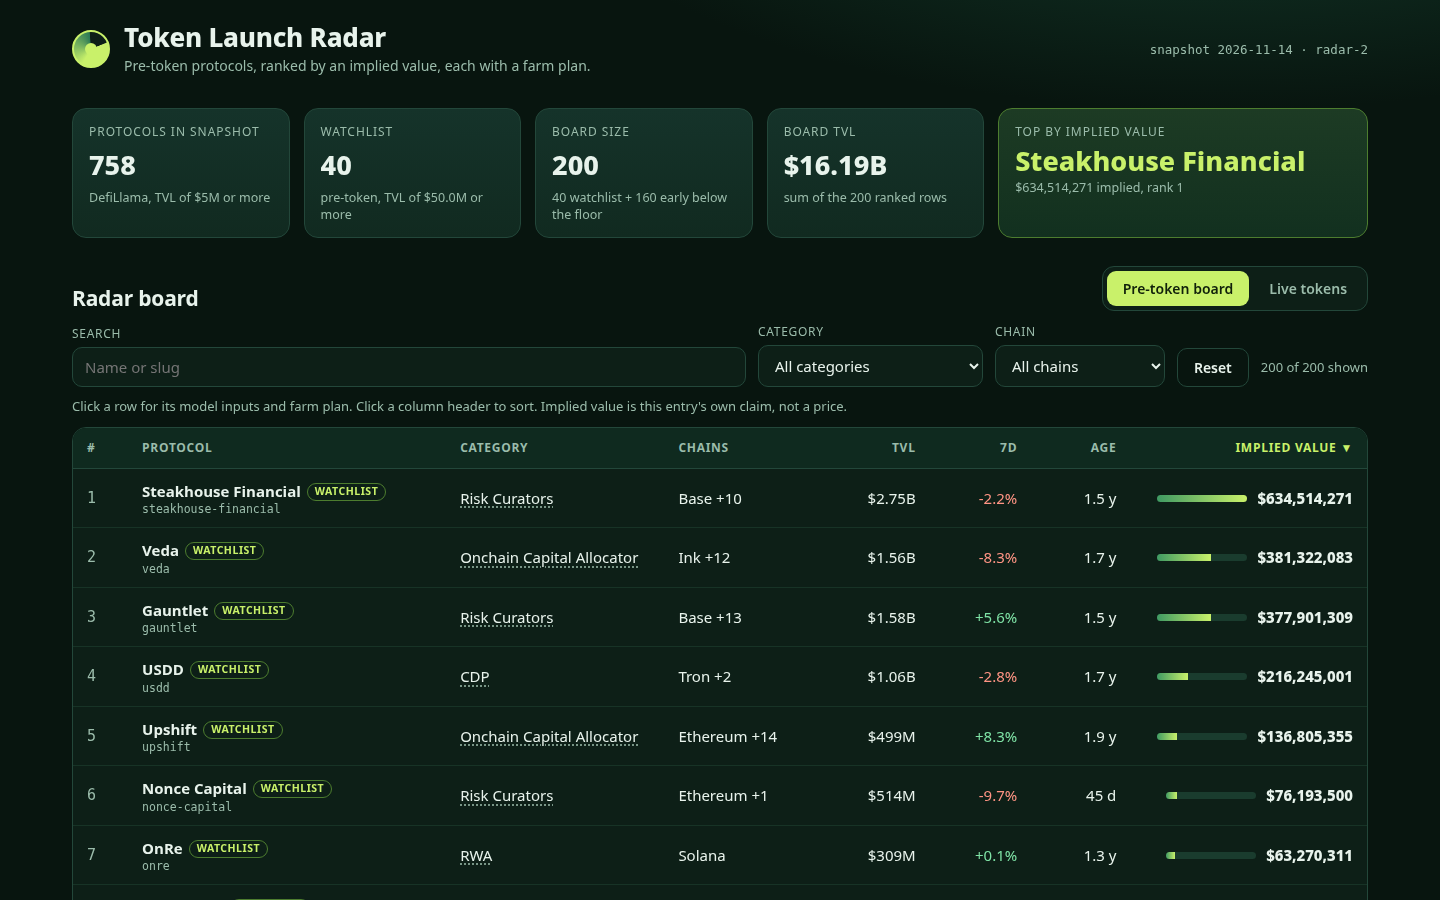 Token Launch Radar
Pre-token protocols, ranked by an implied value, each with a farm plan.
snapshot 2026-11-14 · radar-2
PROTOCOLS IN SNAPSHOT
758
DefiLlama, TVL of $5M or more
WATCHLIST
40
pre-token, TVL of $50.0M or
more
BOARD SIZE
200
40 watchlist + 160 early below
the floor
BOARD TVL
$16.19B
sum of the 200 ranked rows
TOP BY IMPLIED VALUE
Steakhouse Financial
$634,514,271 implied, rank 1
Radar board
Pre-token board
Live tokens
SEARCH
Name or slug
CATEGORY
All categories
CHAIN
All chains
Reset
200 of 200 shown
Click a row for its model inputs and farm plan. Click a column header to sort. Implied value is this entry's own claim, not a price.
# PROTOCOL CATEGORY CHAINS TVL 7D AGE IMPLIED VALUE ▼
1 Steakhouse Financial WATCHLIST Risk Curators Base +10 $2.75B -2.2% 1.5 y $634,514,271
steakhouse-financial
2 Veda WATCHLIST Onchain Capital Allocator Ink +12 $1.56B -8.3% 1.7 y $381,322,083
veda
3 Gauntlet WATCHLIST Risk Curators Base +13 $1.58B +5.6% 1.5 y $377,901,309
gauntlet
4 USDD WATCHLIST CDP Tron +2 $1.06B -2.8% 1.7 y $216,245,001
usdd
5 Upshift WATCHLIST Onchain Capital Allocator Ethereum +14 $499M +8.3% 1.9 y $136,805,355
upshift
6 Nonce Capital WATCHLIST Risk Curators Ethereum +1 $514M -9.7% 45 d $76,193,500
nonce-capital
7 OnRe WATCHLIST RWA Solana $309M +0.1% 1.3 y $63,270,311
onre